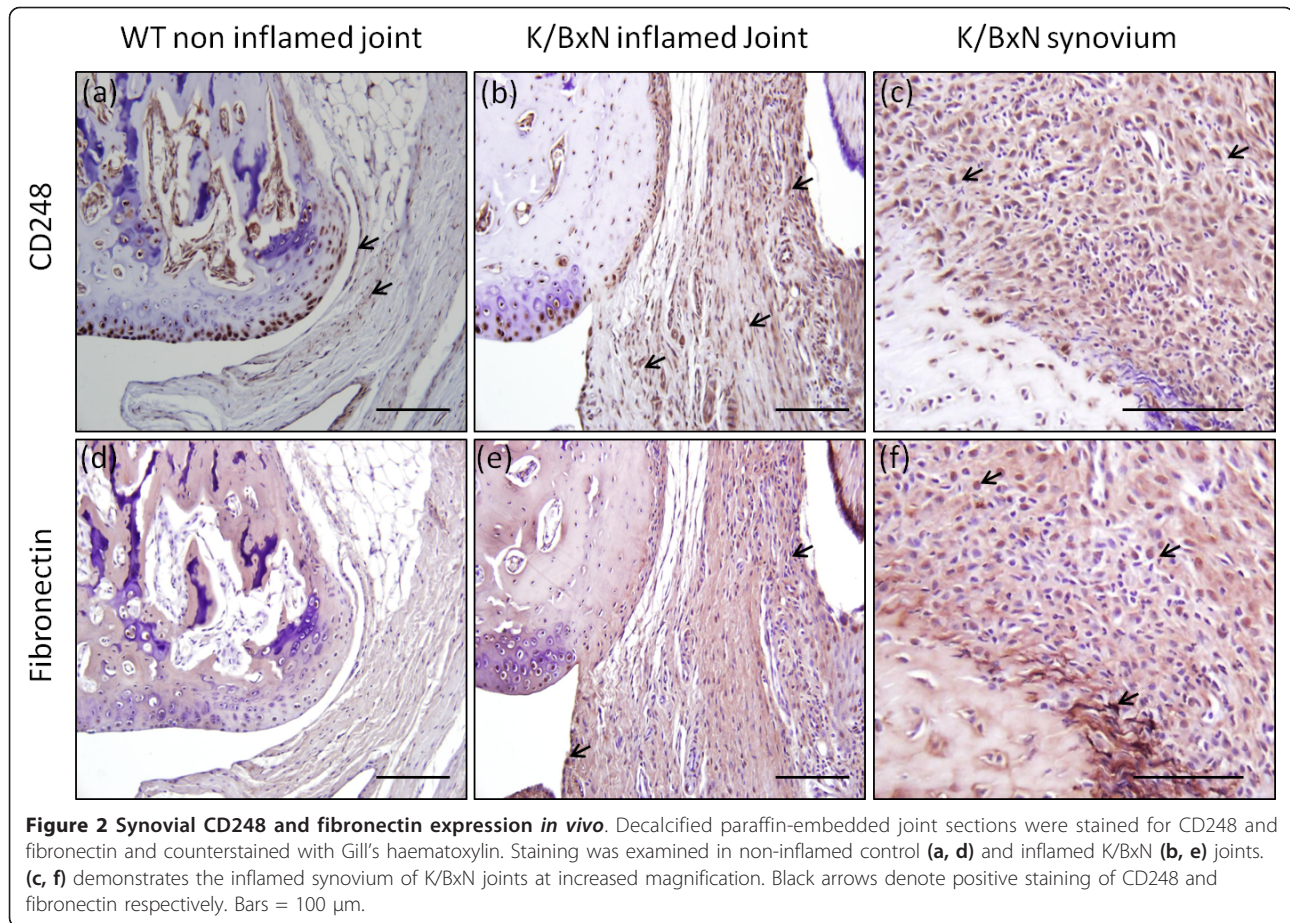 WT non inflamed joint
K/BxN inflamed Joint
K/BxN synovium
CD248
(a)
(b)
(c)
Fibronectin
(d)
(e)
(f)
Figure 2 Synovial CD248 and fibronectin expression in vivo. Decalcified paraffin-embedded joint sections were stained for CD248 and
fibronectin and counterstained with Gill's haematoxylin. Staining was examined in non-inflamed control (a, d) and inflamed K/BxN (b, e) joints.
(c, f) demonstrates the inflamed synovium of K/BxN joints at increased magnification. Black arrows denote positive staining of CD248 and
fibronectin respectively. Bars = 100 μm.